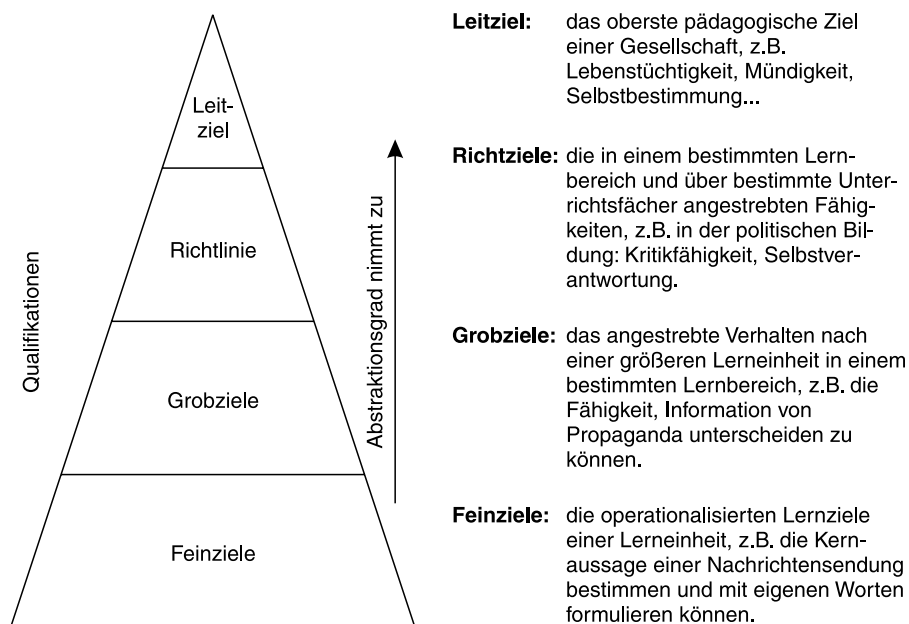 Qualifikationen
Leit-
ziel
Richtlinie
Grobziele
Feinziele
Abstraktionsgrad nimmt zu
Leitziel: das oberste pädagogische Ziel
einer Gesellschaft, z.B.
Lebenstüchtigkeit, Mündigkeit,
Selbstbestimmung...
Richtziele: die in einem bestimmten Lern-
bereich und über bestimmte Unter-
richtsfächer angestrebten Fähig-
keiten, z.B. in der politischen Bil-
dung: Kritikfähigkeit, Selbstver-
antwortung.
Grobziele: das angestrebte Verhalten nach
einer größeren Lerneinheit in einem
bestimmten Lernbereich, z.B. die
Fähigkeit, Information von
Propaganda unterscheiden zu
können.
Feinziele: die operationalisierten Lernziele
einer Lerneinheit, z.B. die Kern-
aussage einer Nachrichtensendung
bestimmen und mit eigenen Worten
formulieren können.